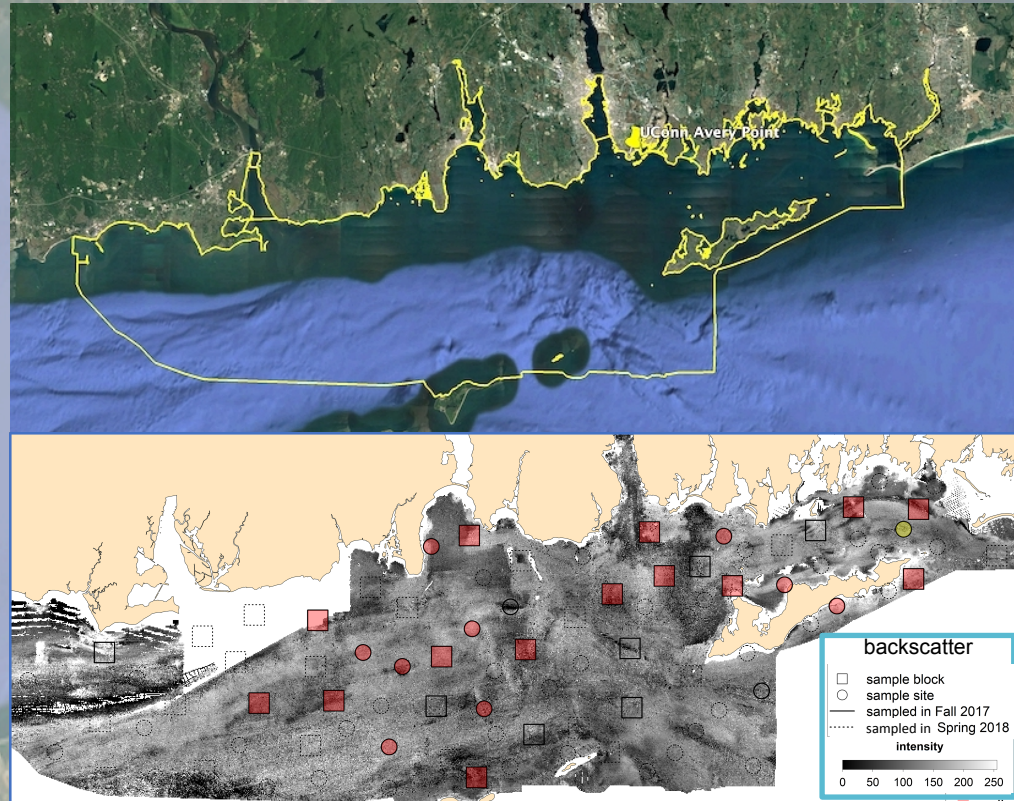 UConn Avery Point
backscatter
sample block
sample site
sampled in Fall 2017
sampled in Spring 2018
intensity
0 50 100 150 200 250